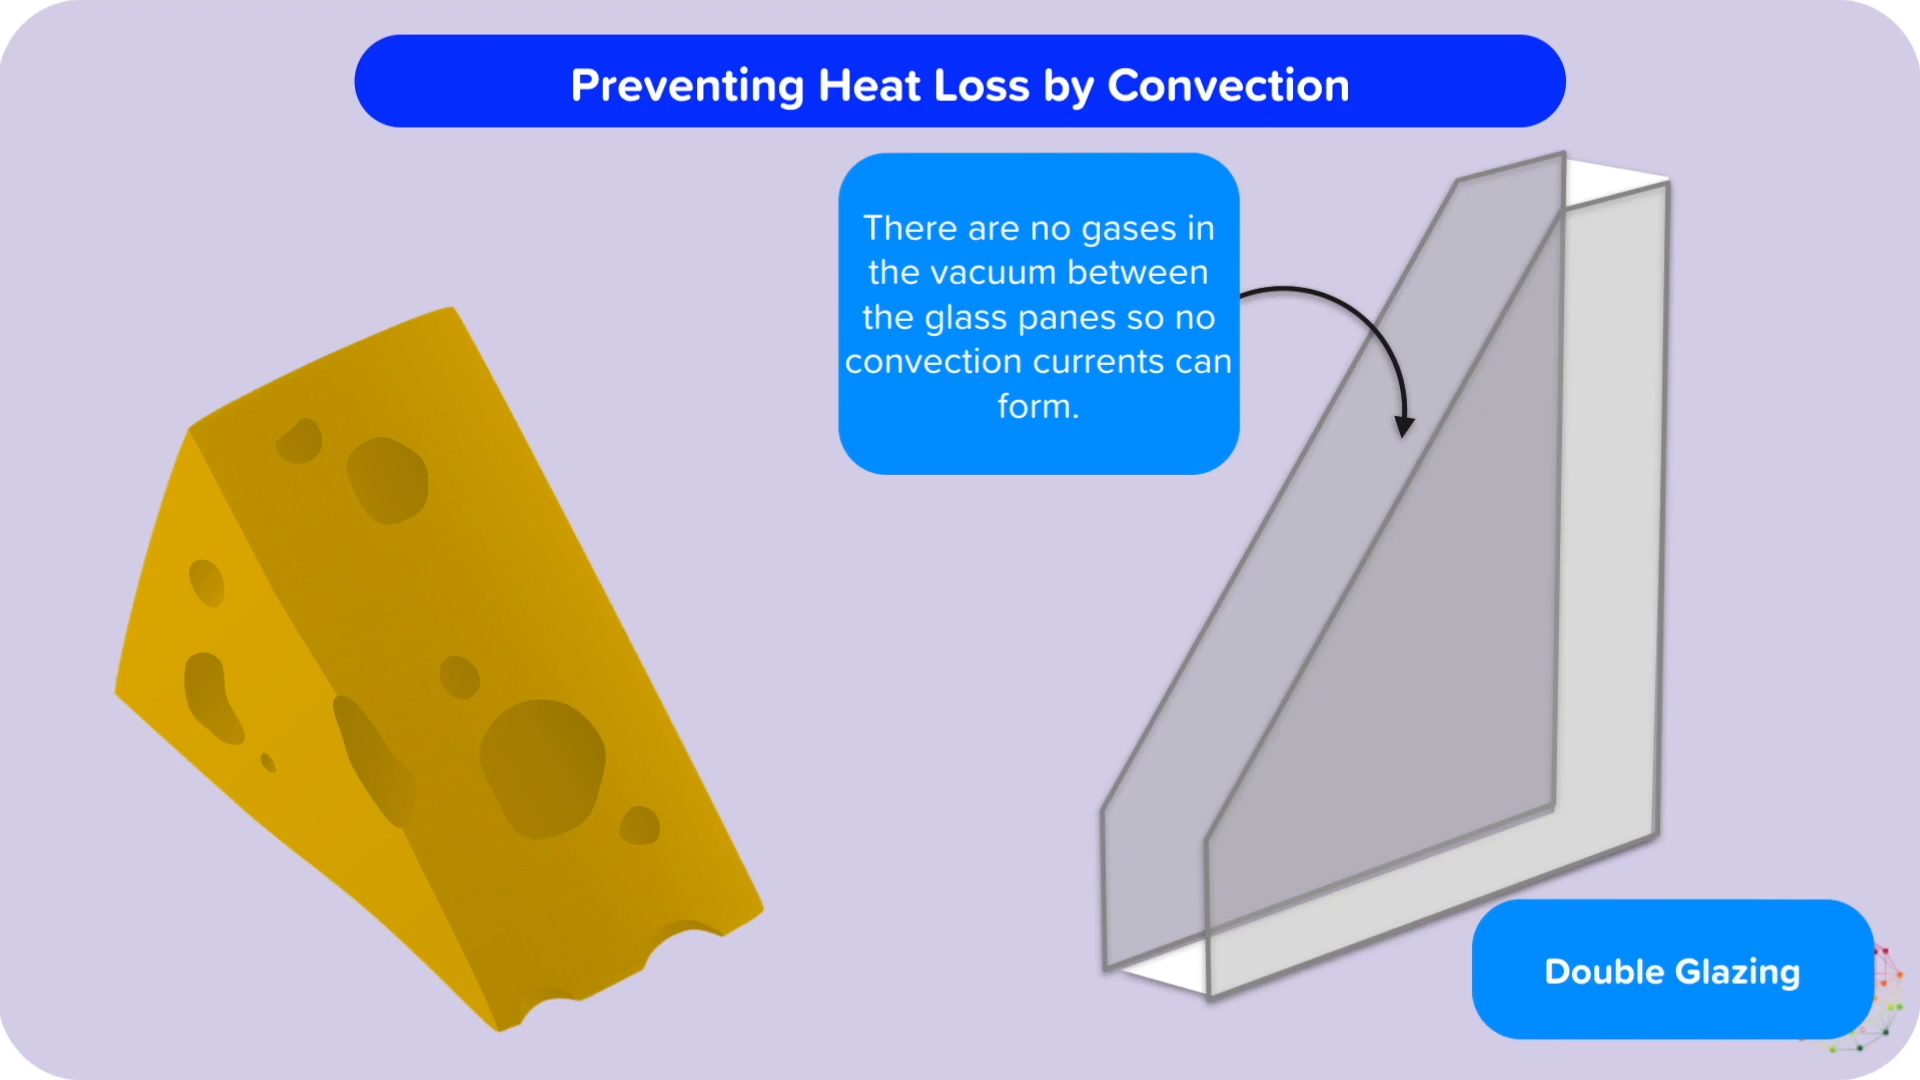 Preventing Heat Loss by Convection
There are no gases in
the vacuum between
the glass panes so no
convection currents can
form.
Double Glazing